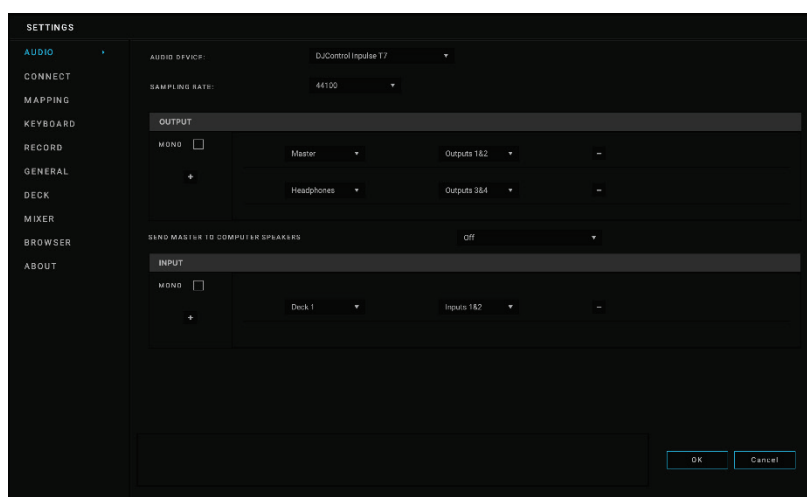 SETTINGS
AUDIO
CONNECT
MAPPING
KEYBOARD
RECORD
GENERAL
DECK
MIXER
BROWSER
ABOUT
AUDIO DEVICE: DJControl Inpulse T7
SAMPLING RATE: 44100
OUTPUT
MONO
Master Outputs 1&2 -
+
Headphones Outputs 3&4 -
SEND MASTER TO COMPUTER SPEAKERS Off
INPUT
MONO
Deck 1 Inputs 1&2 -
+
OK Cancel